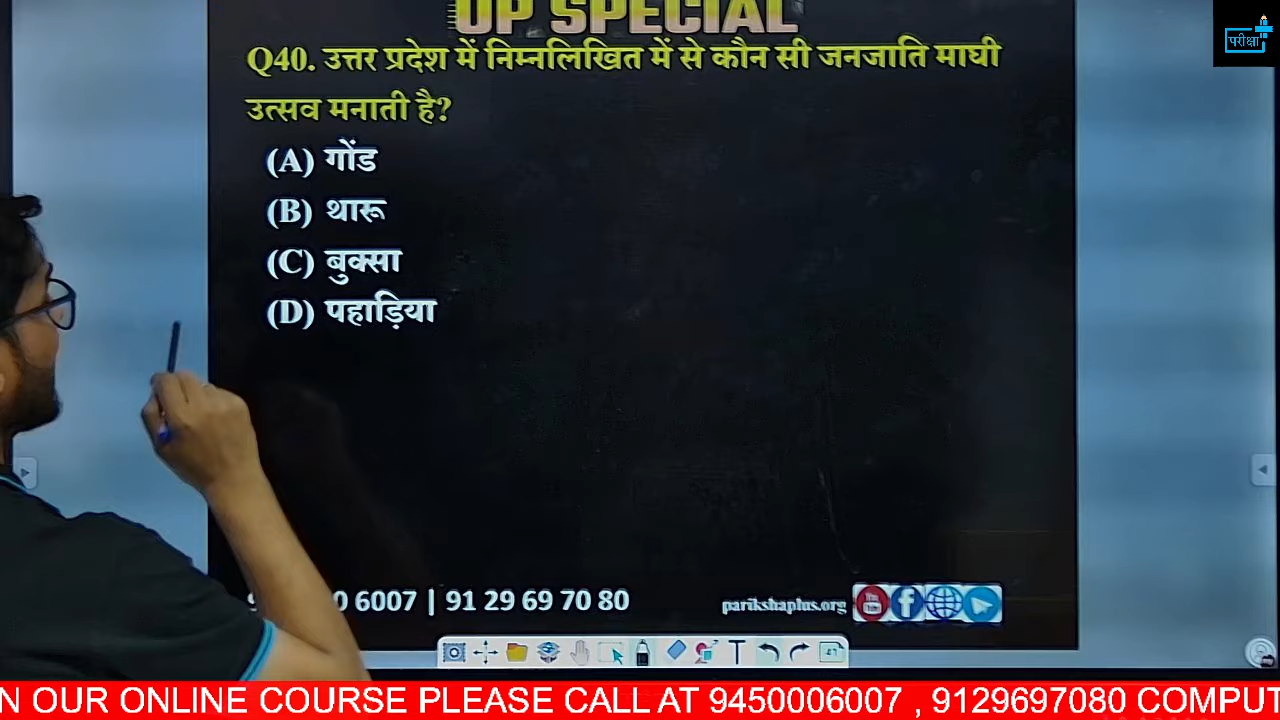 UP SPECIAL
परीक्षा
Q40. उत्तर प्रदेश में निम्नलिखित में से कौन सी जनजाति माघी
उत्सव मनाती है?
(A) गोंड
(B) थारू
(C) बुक्सा
(D) पहाड़िया
0 6007 | 91 29 69 70 80
parikshaplus.org
N OUR ONLINE COURSE PLEASE CALL AT 9450006007 , 9129697080 COMPUT